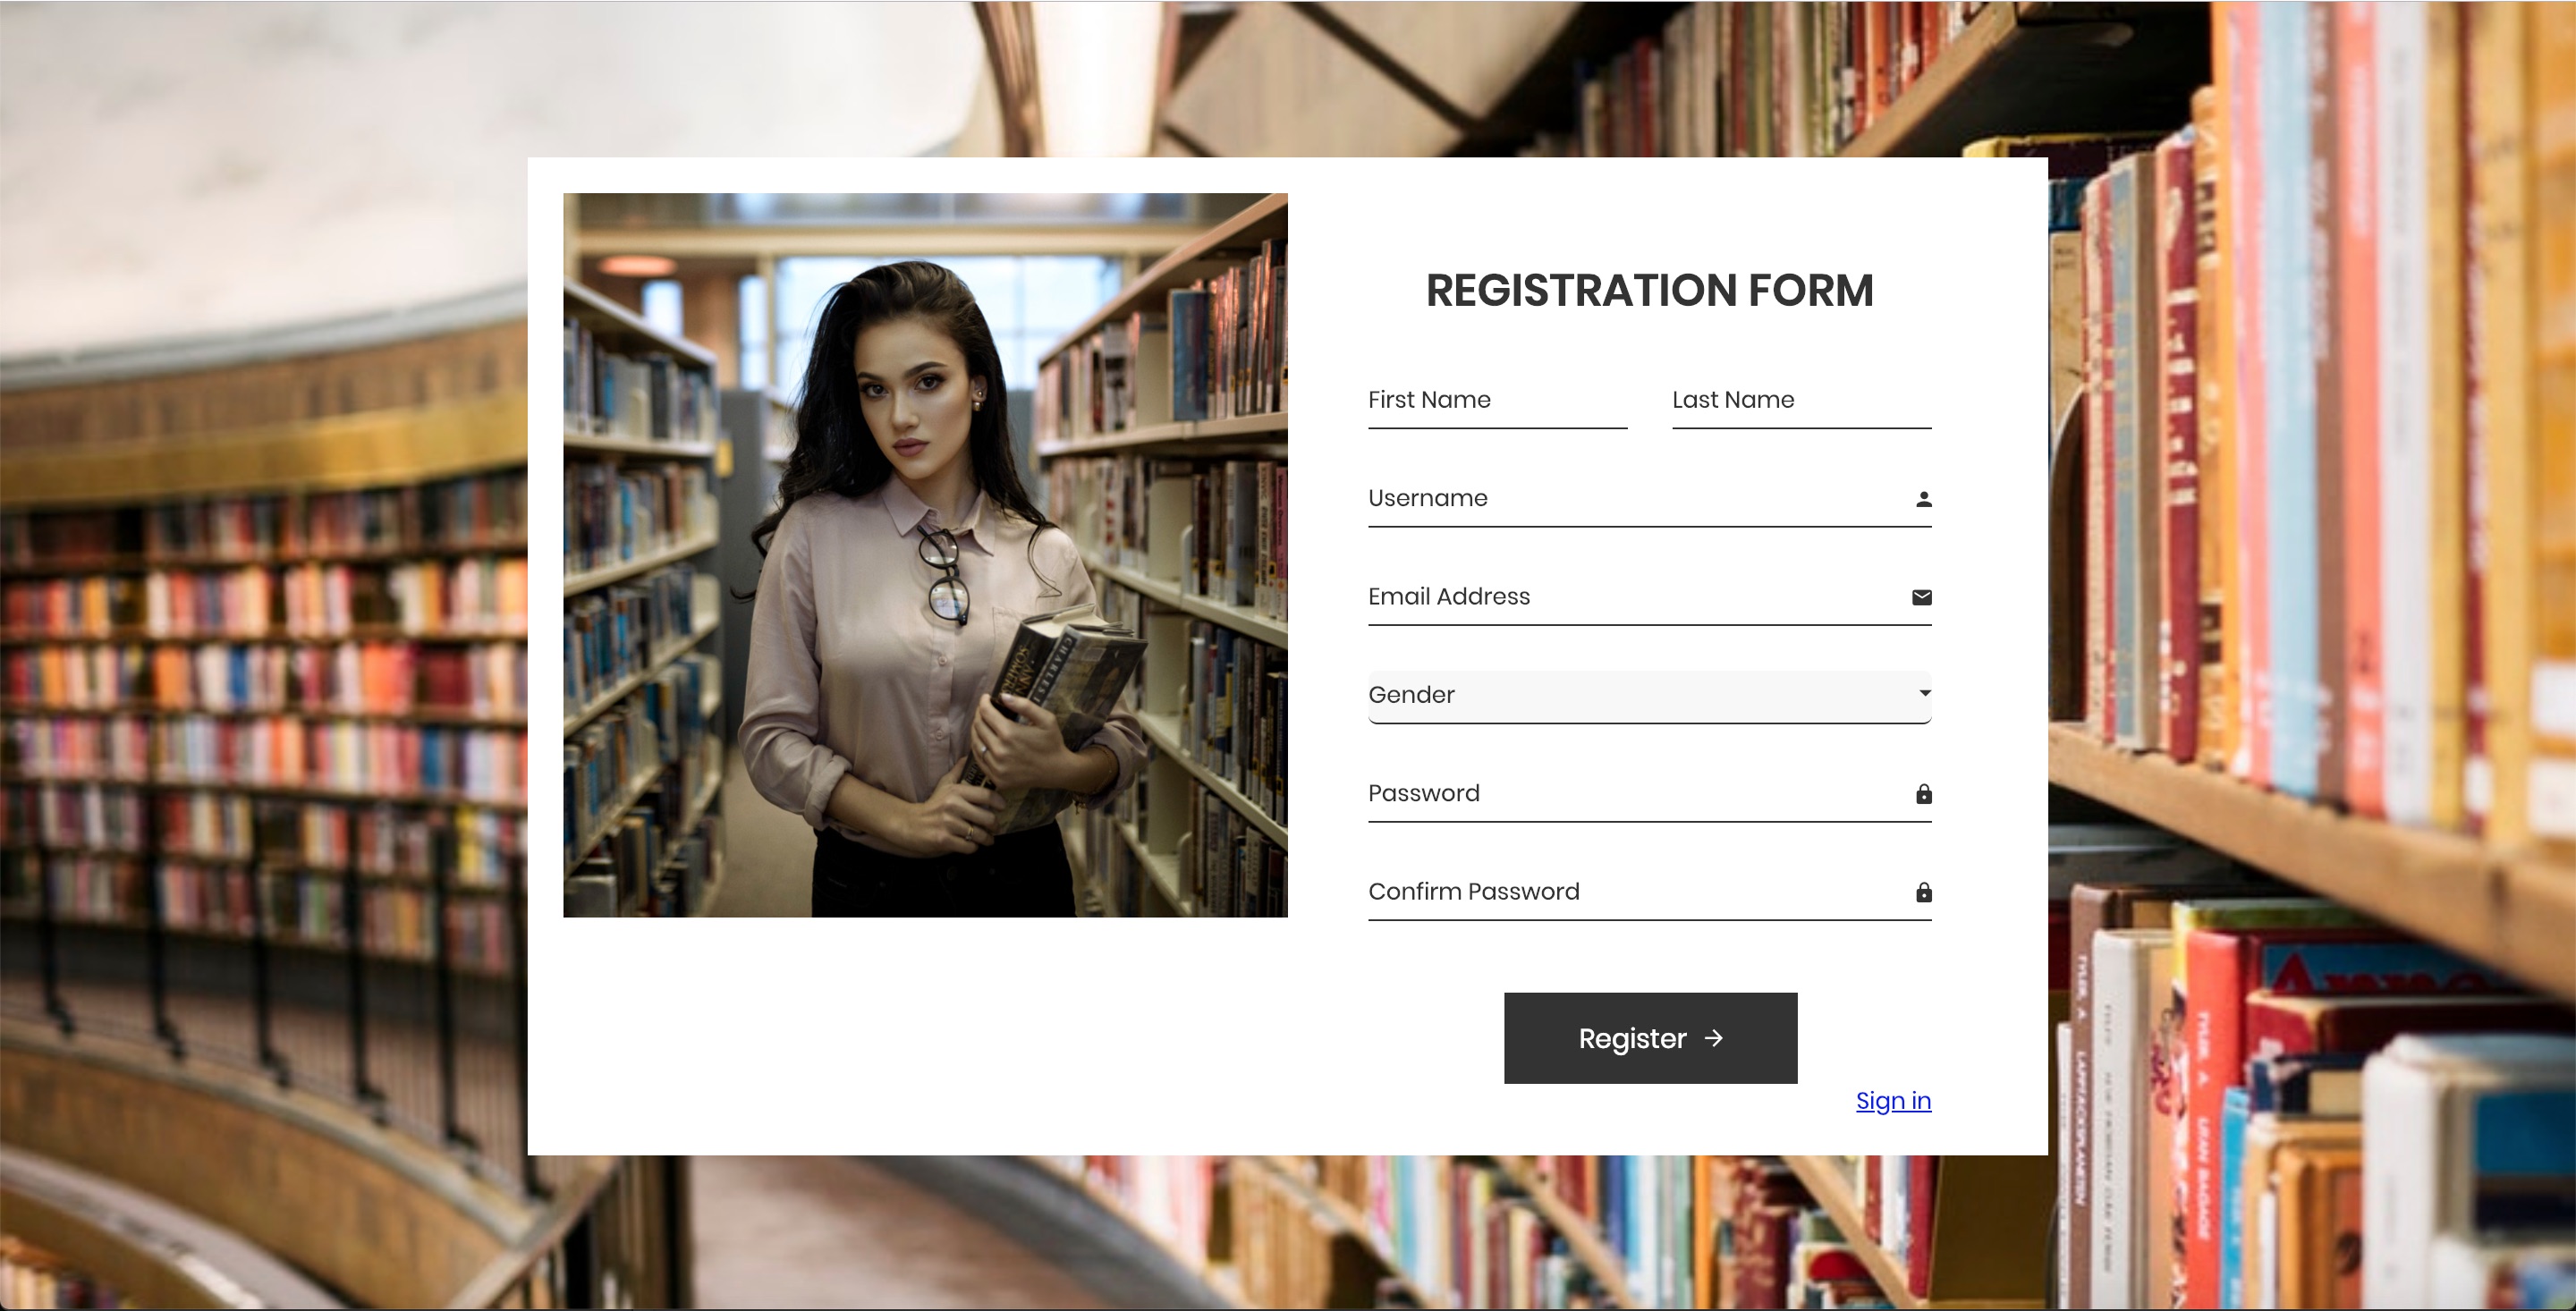 REGISTRATION FORM
First Name
Last Name
Username
Email Address
Gender
Password
Confirm Password
Register
Sign in